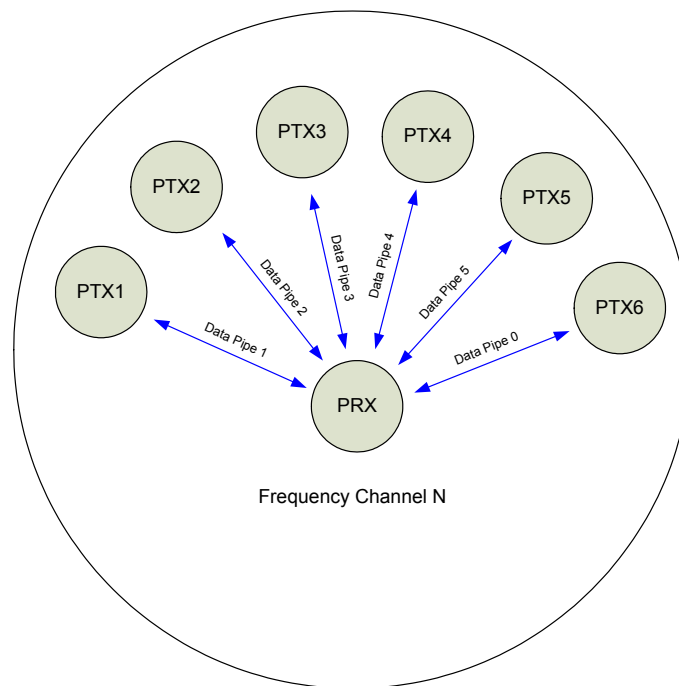 PTX3
PTX4
PTX2
PTX5
PTX1
PTX6
Data Pipe 1
Data Pipe 2
Data Pipe 3
Data Pipe 4
Data Pipe 5
Data Pipe 0
PRX
Frequency Channel N